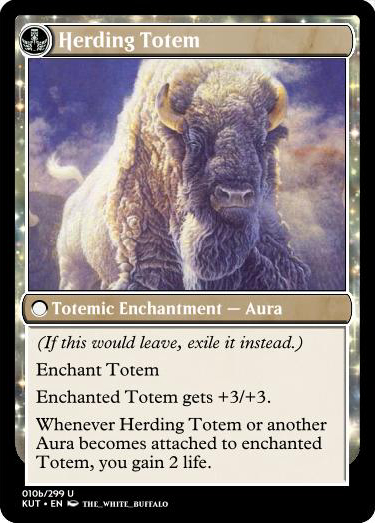 Herding Totem
Totemic Enchantment — Aura
(If this would leave, exile it instead.)
Enchant Totem
Enchanted Totem gets +3/+3.
Whenever Herding Totem or another
Aura becomes attached to enchanted
Totem, you gain 2 life.
010b/299 U
KUT • EN THE_WHITE_BUFFALO